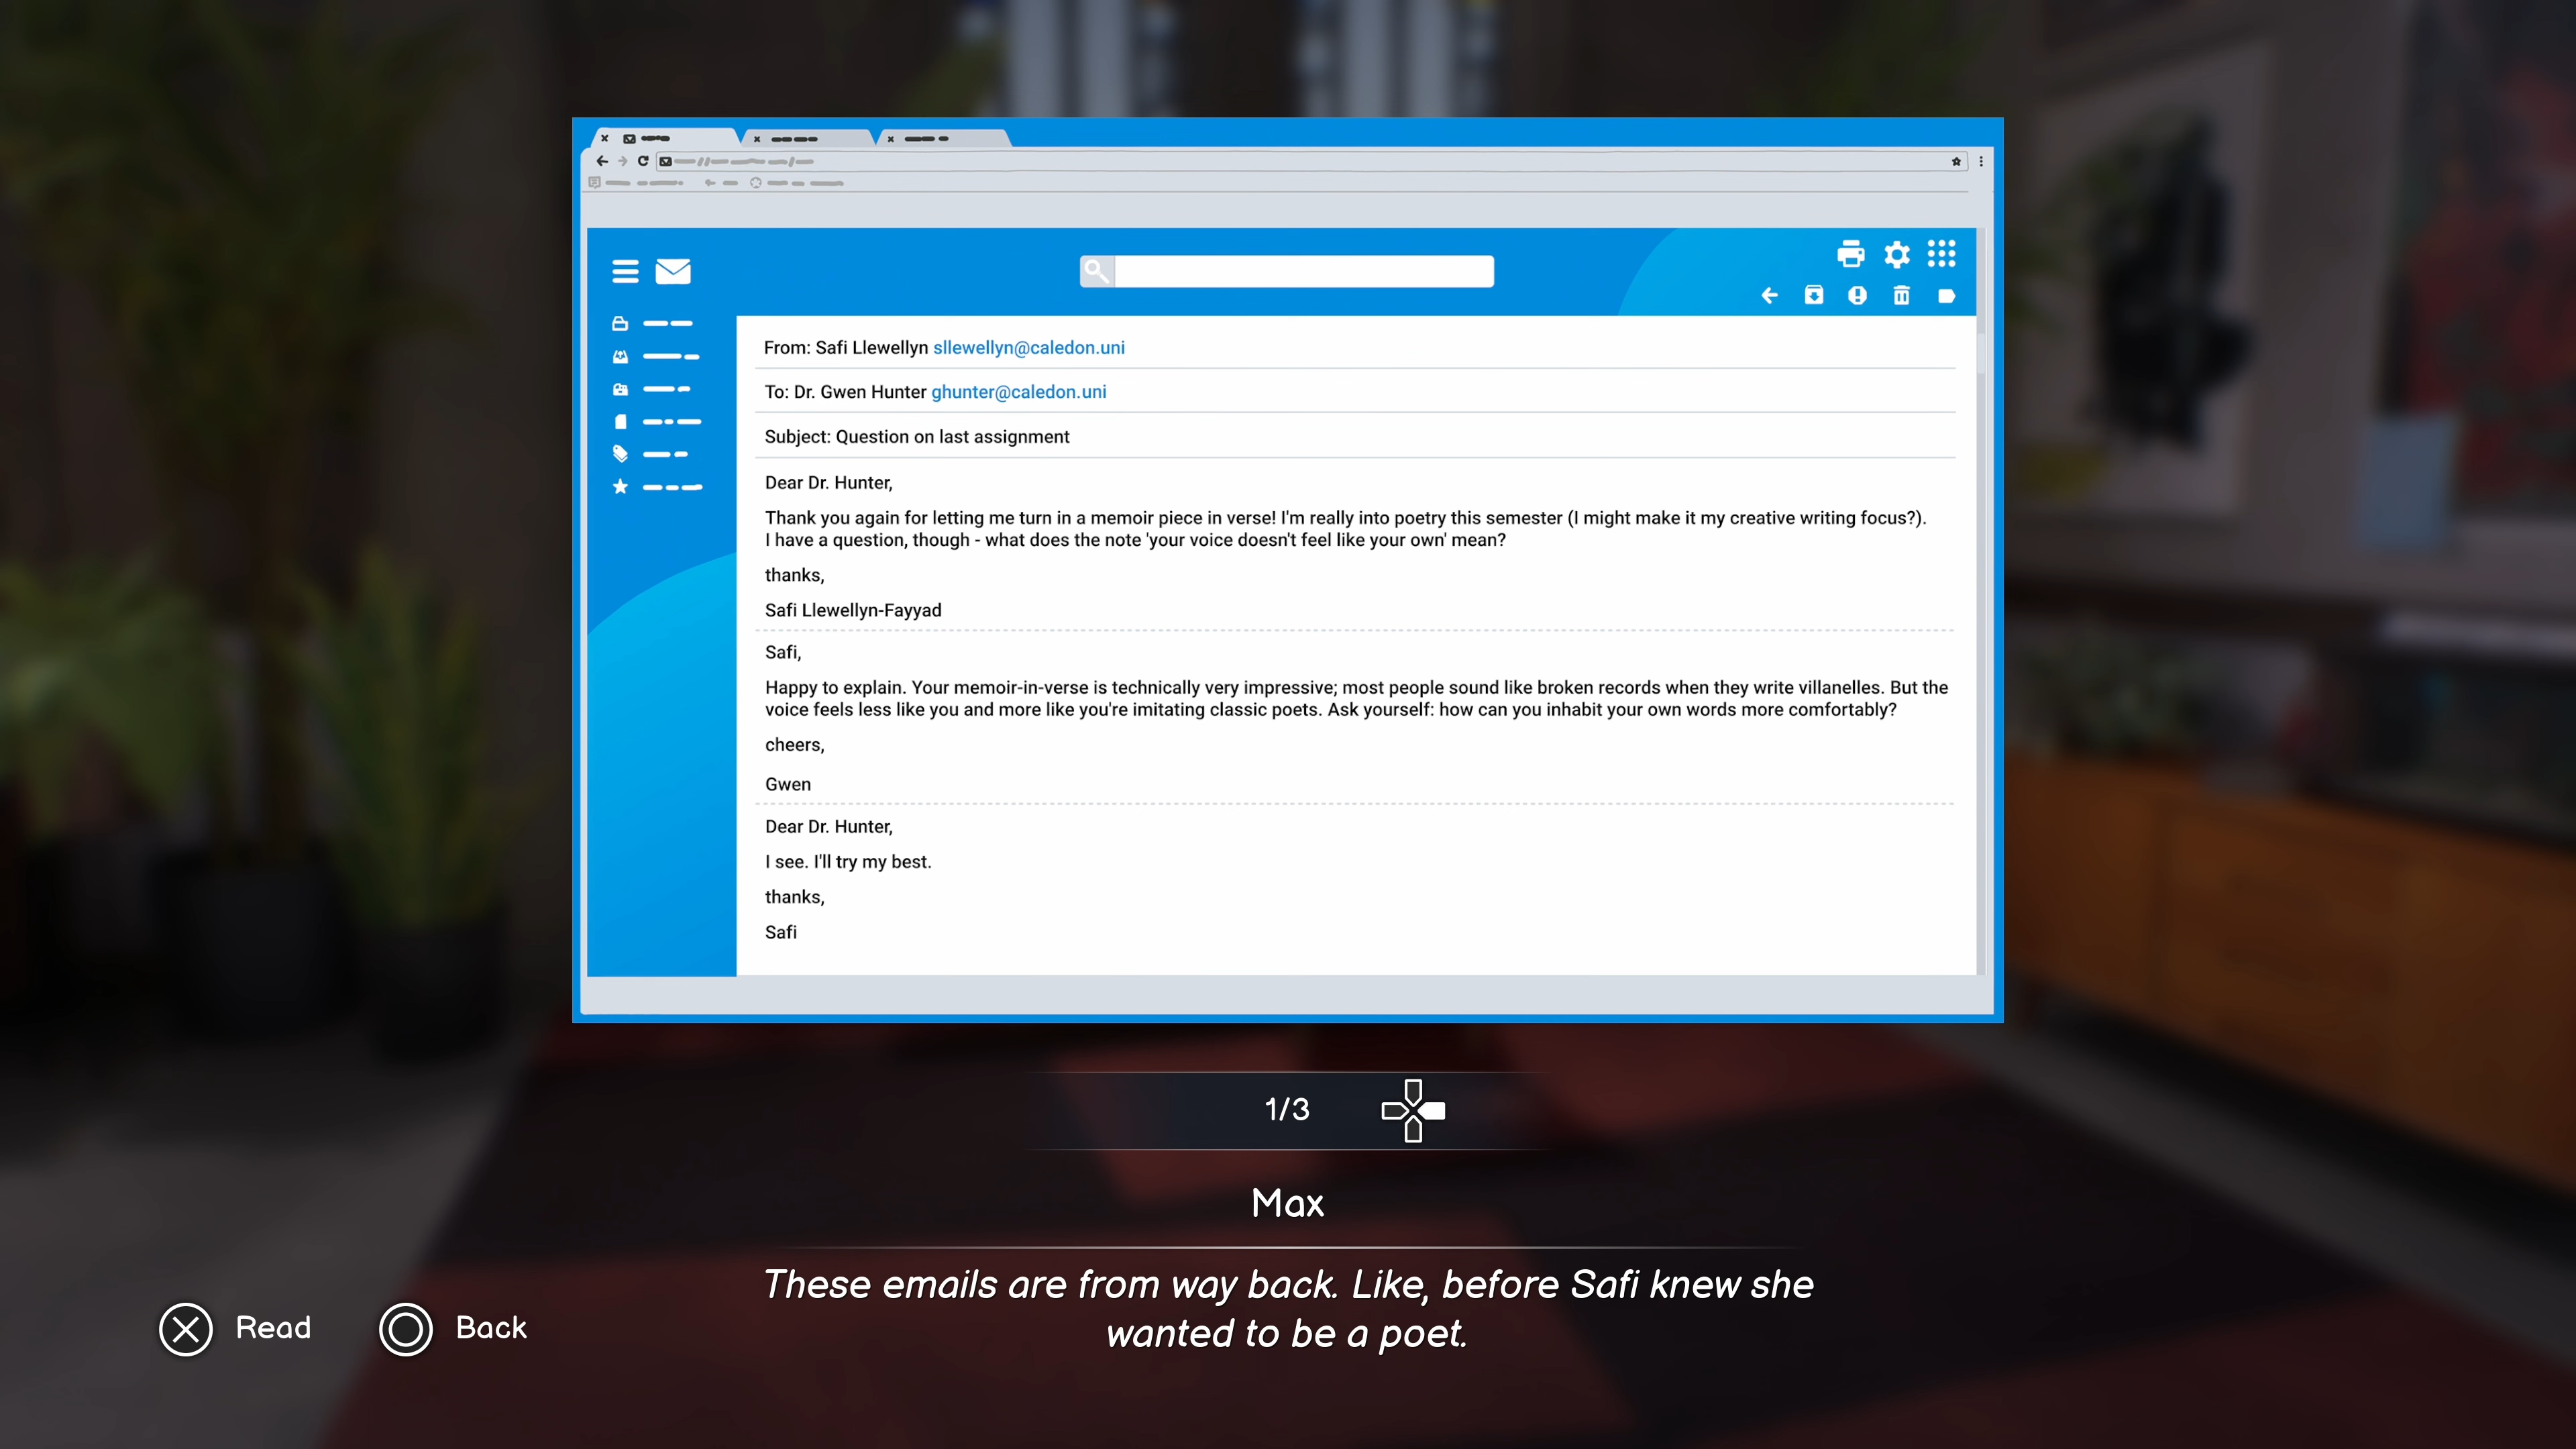 From: Safi Llewellyn sllewellyn@caledon.uni
To: Dr. Gwen Hunter ghunter@caledon.uni
Subject: Question on last assignment
Dear Dr. Hunter,
Thank you again for letting me turn in a memoir piece in verse! I'm really into poetry this semester (I might make it my creative writing focus?).
I have a question, though - what does the note 'your voice doesn't feel like your own' mean?
thanks,
Safi Llewellyn-Fayyad
Safi,
Happy to explain. Your memoir-in-verse is technically very impressive; most people sound like broken records when they write villanelles. But the
voice feels less like you and more like you're imitating classic poets. Ask yourself: how can you inhabit your own words more comfortably?
cheers,
Gwen
Dear Dr. Hunter,
I see. I'll try my best.
thanks,
Safi
1/3
Max
These emails are from way back. Like, before Safi knew she
wanted to be a poet.
Read
Back